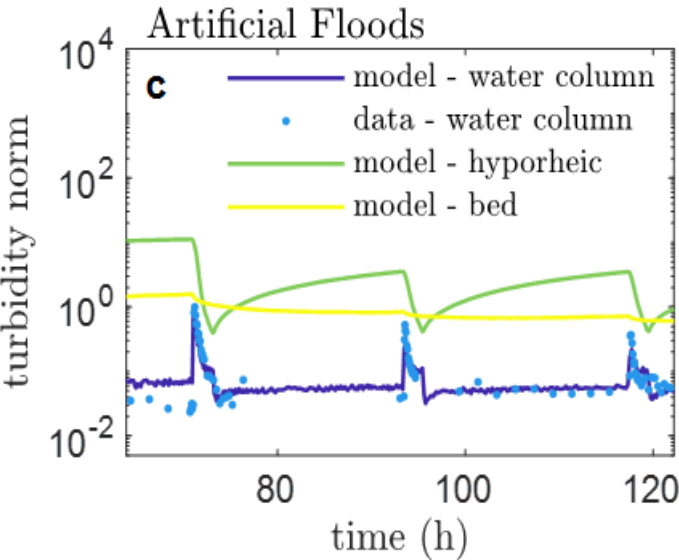 Artificial Floods
c
model - water column
data - water column
model - hyporheic
model - bed
turbidity norm
10^4
10^2
10^0
10^-2
80 100 120
time (h)